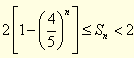 2[1-(4/5)^n] ≤ S_n < 2